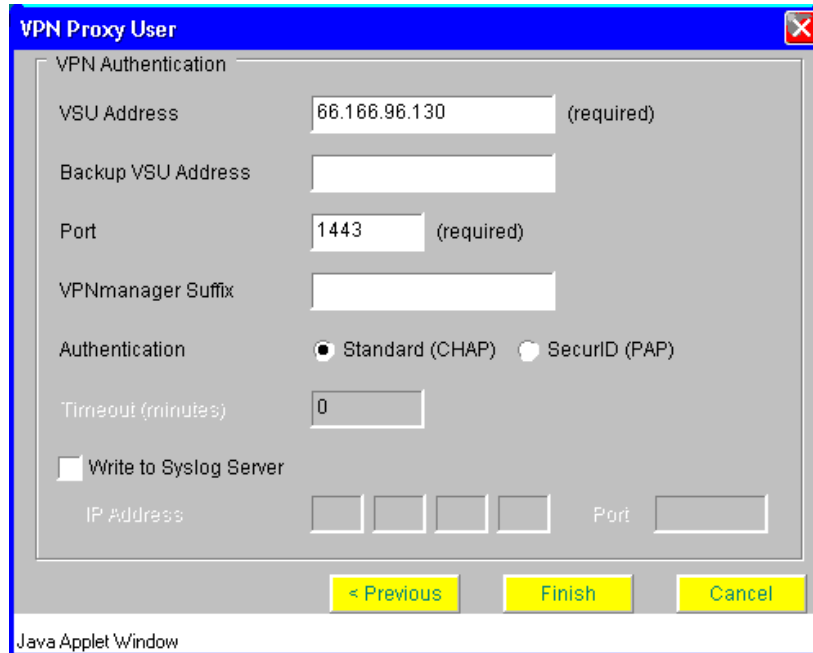 VPN Proxy User
VPN Authentication
VSU Address 66.166.96.130 (required)
Backup VSU Address
Port 1443 (required)
VPNmanager Suffix
Authentication Standard (CHAP) SecurID (PAP)
Timeout (minutes) 0
Write to Syslog Server
IP Address Port
< Previous Finish Cancel
Java Applet Window